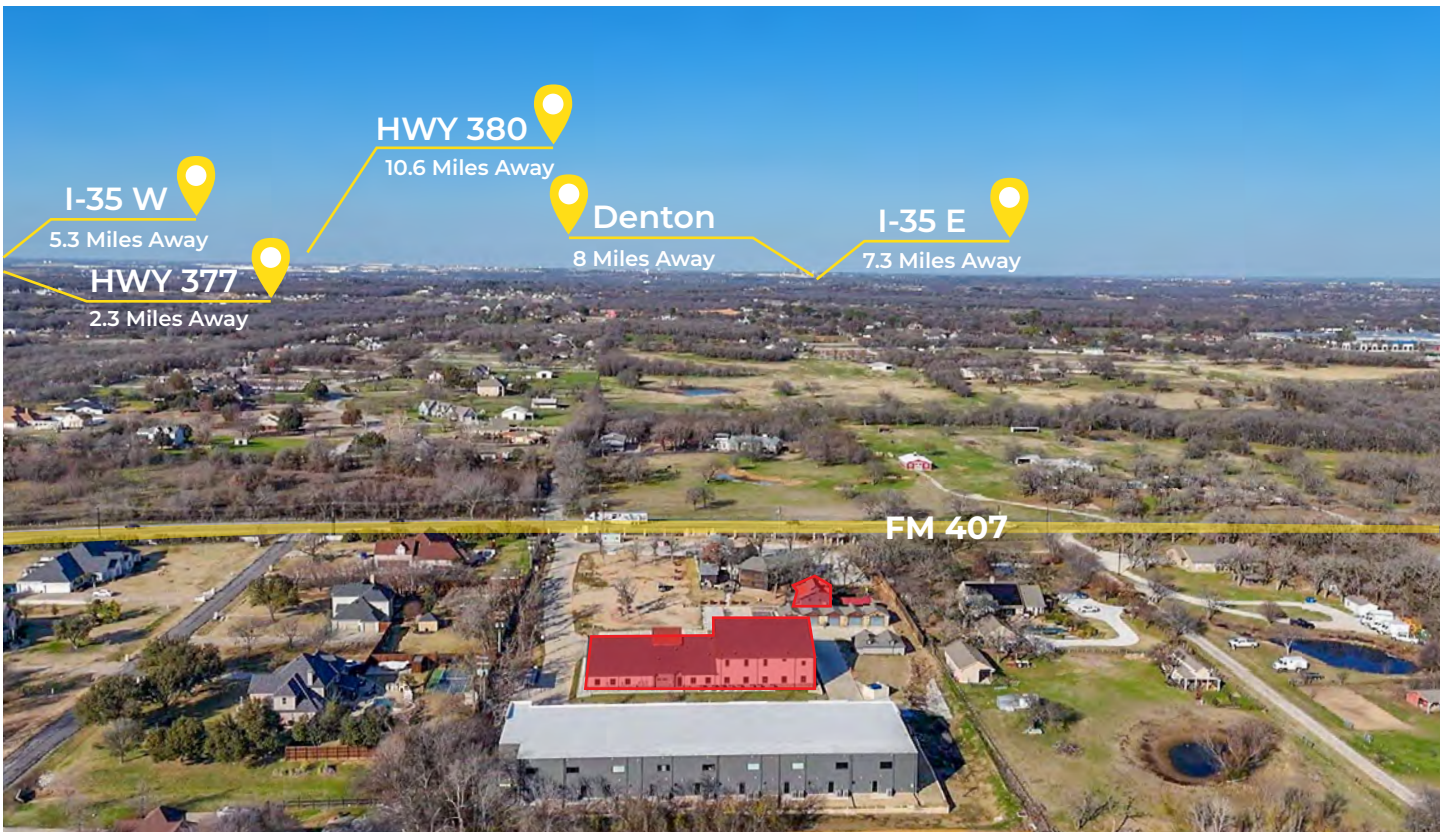 HWY 380
10.6 Miles Away
I-35 W
5.3 Miles Away
Denton
8 Miles Away
I-35 E
7.3 Miles Away
HWY 377
2.3 Miles Away
FM 407